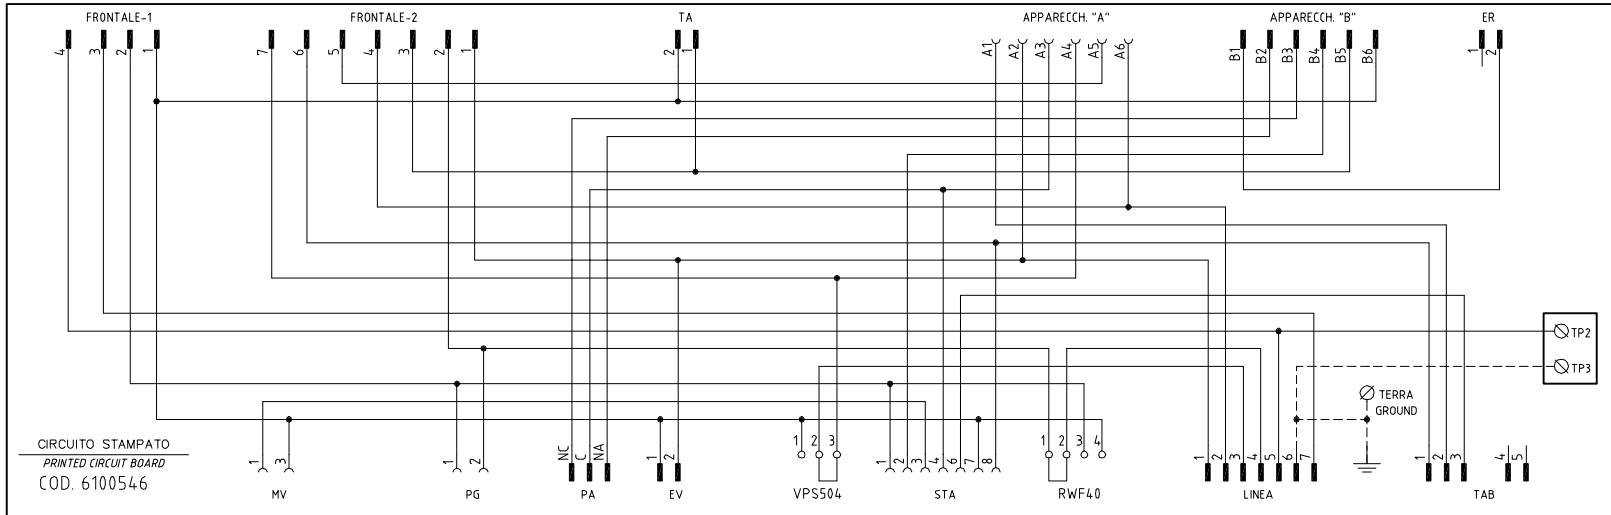 FRONTALE-1 FRONTALE-2 TA APPARECCH. "A" APPARECCH. "B" ER
4 3 2 1 7 6 5 4 3 2 1 2 1 A1 A2 A3 A4 A5 A6 B1 B2 B3 B4 B5 B6 1 2
TP2
TP3
TERRA
GROUND
CIRCUITO STAMPATO
PRINTED CIRCUIT BOARD
COD. 6100546
1 3 1 2 NC C NA 1 2 1 2 3 1 2 3 4 6 7 8 1 2 3 4 1 2 3 4 5 6 7 1 2 3 4 5
MV PG PA EV VPS504 STA RWF40 LINEA TAB